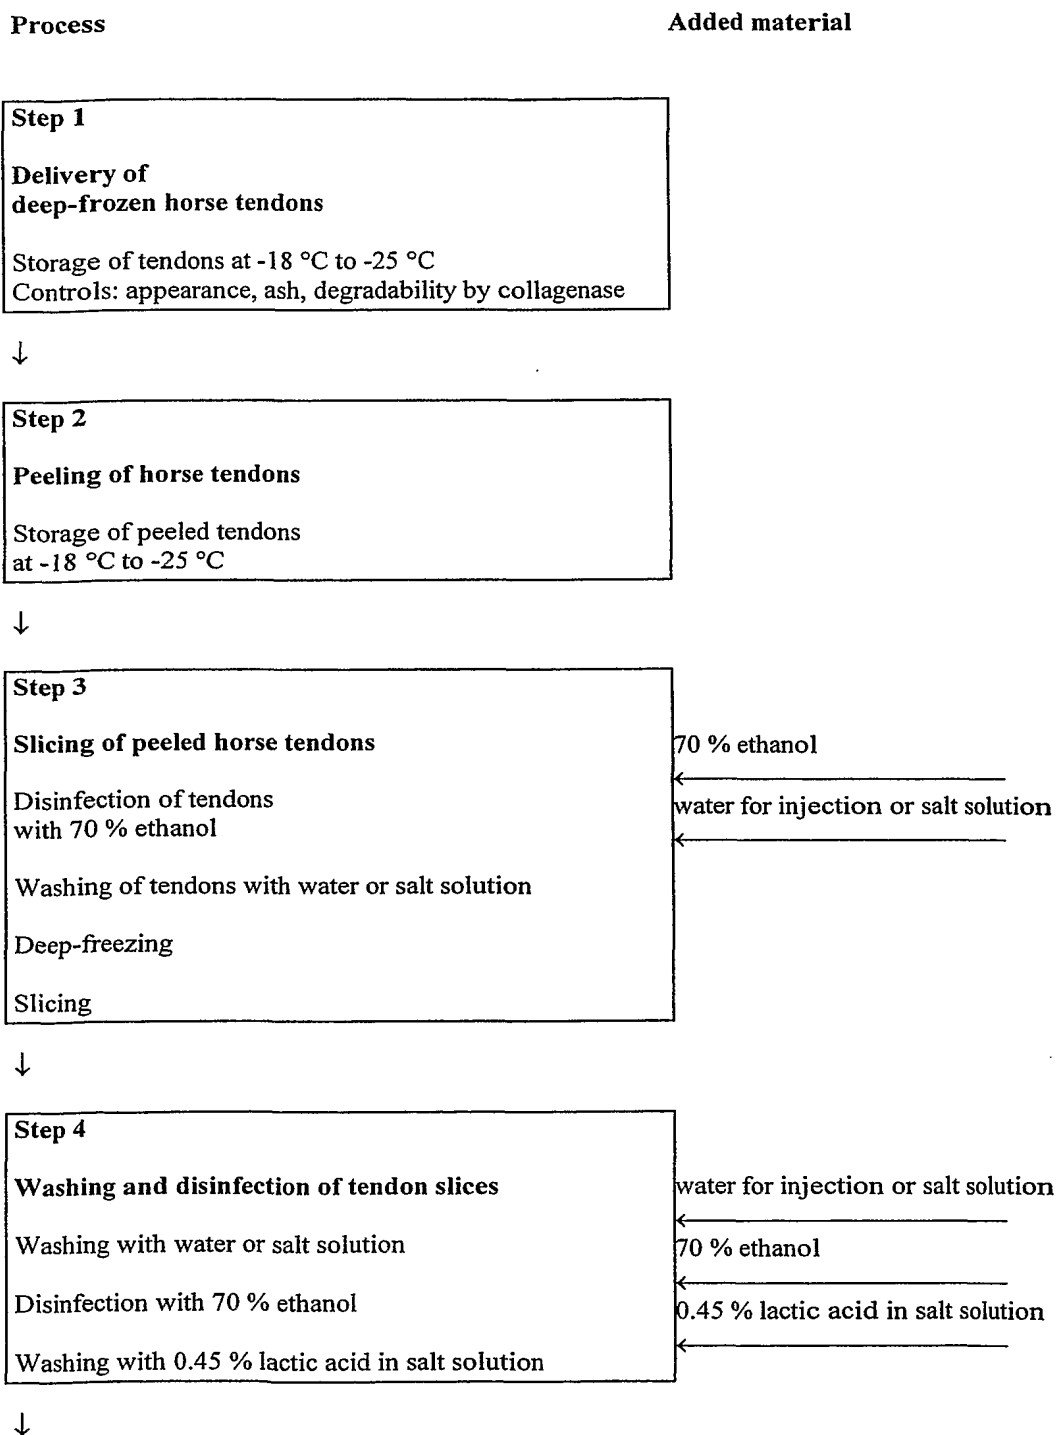 Process Added material
Step 1
Delivery of
deep-frozen horse tendons
Storage of tendons at -18 °C to -25 °C
Controls: appearance, ash, degradability by collagenase
↓
Step 2
Peeling of horse tendons
Storage of peeled tendons
at -18 °C to -25 °C
↓
Step 3
Slicing of peeled horse tendons
70 % ethanol
Disinfection of tendons
with 70 % ethanol
water for injection or salt solution
Washing of tendons with water or salt solution
Deep-freezing
Slicing
↓
Step 4
Washing and disinfection of tendon slices
water for injection or salt solution
Washing with water or salt solution
70 % ethanol
Disinfection with 70 % ethanol
0.45 % lactic acid in salt solution
Washing with 0.45 % lactic acid in salt solution
↓